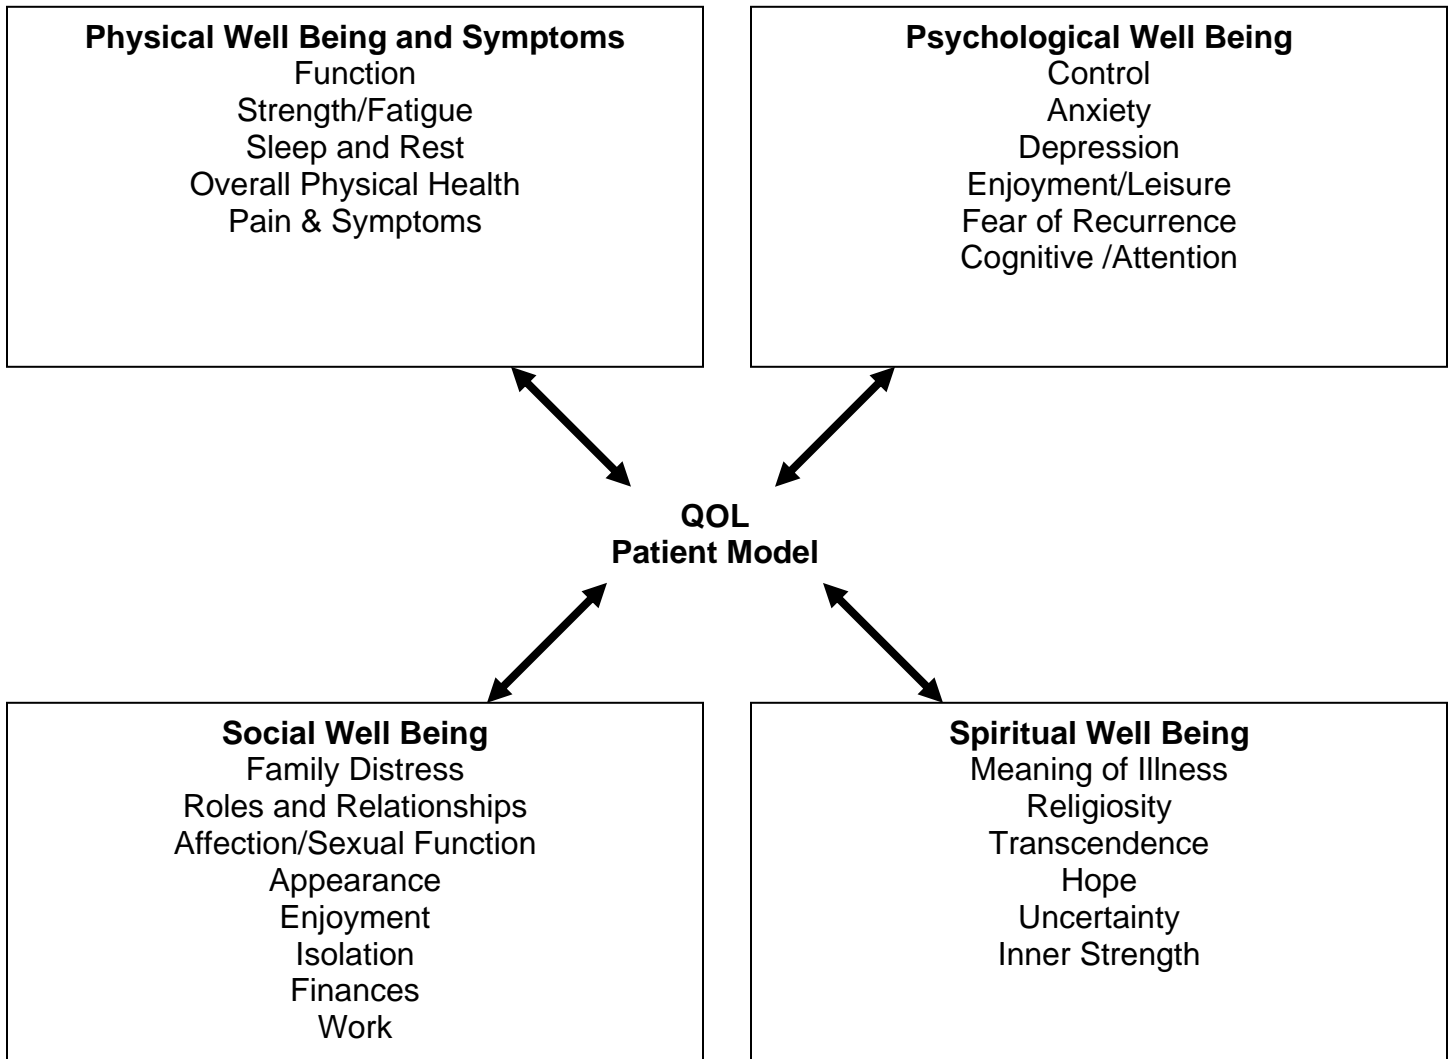 Physical Well Being and Symptoms
Function
Strength/Fatigue
Sleep and Rest
Overall Physical Health
Pain & Symptoms
Psychological Well Being
Control
Anxiety
Depression
Enjoyment/Leisure
Fear of Recurrence
Cognitive /Attention
QOL
Patient Model
Social Well Being
Family Distress
Roles and Relationships
Affection/Sexual Function
Appearance
Enjoyment
Isolation
Finances
Work
Spiritual Well Being
Meaning of Illness
Religiosity
Transcendence
Hope
Uncertainty
Inner Strength